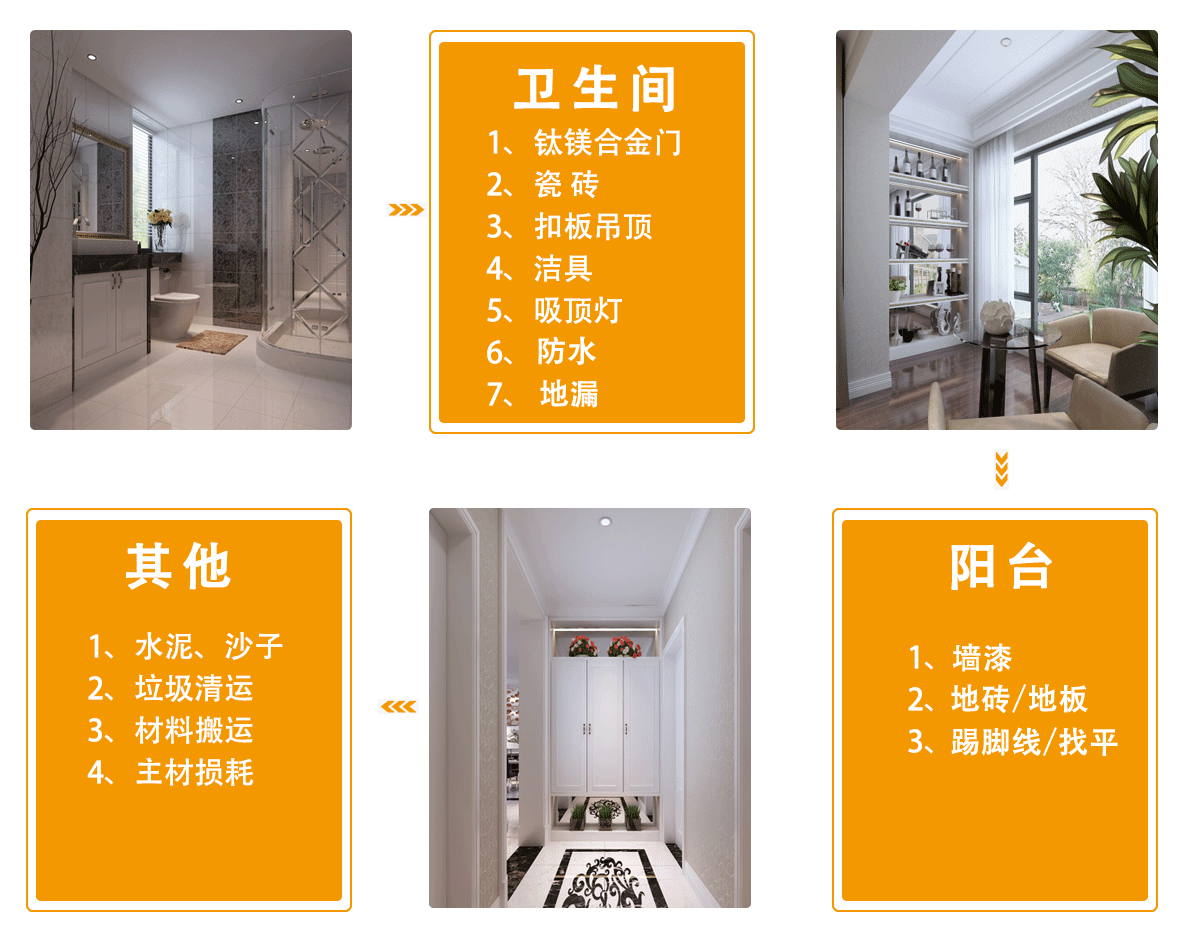 卫生间
1、钛镁合金门
2、瓷 砖
3、扣板吊顶
4、洁具
5、吸顶灯
6、防水
7、地漏
阳台
1、墙漆
2、地砖/地板
3、踢脚线/找平
其他
1、水泥、沙子
2、垃圾清运
3、材料搬运
4、主材损耗